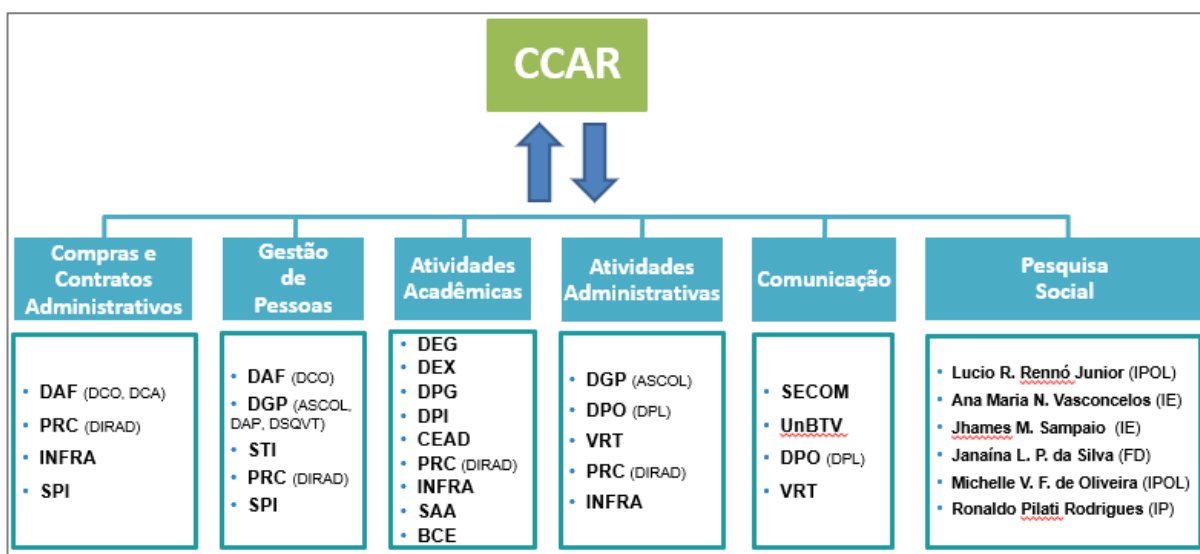 CCAR
Compras e
Contratos
Administrativos
Gestão
de
Pessoas
Atividades
Acadêmicas
Atividades
Administrativas
Comunicação
Pesquisa
Social
• DAF (DCO, DCA)
• PRC (DIRAD)
• INFRA
• SPI
• DAF (DCO)
• DGP (ASCOL,
DAP, DSQVT)
• STI
• PRC (DIRAD)
• SPI
• DEG
• DEX
• DPG
• DPI
• CEAD
• PRC (DIRAD)
• INFRA
• SAA
• BCE
• DGP (ASCOL)
• DPO (DPL)
• VRT
• PRC (DIRAD)
• INFRA
• SECOM
• UnBTV
• DPO (DPL)
• VRT
• Lucio R. Rennó Junior (IPOL)
• Ana Maria N. Vasconcelos (IE)
• Jhames M. Sampaio (IE)
• Janaína L. P. da Silva (FD)
• Michelle V. F. de Oliveira (IPOL)
• Ronaldo Pilati Rodrigues (IP)